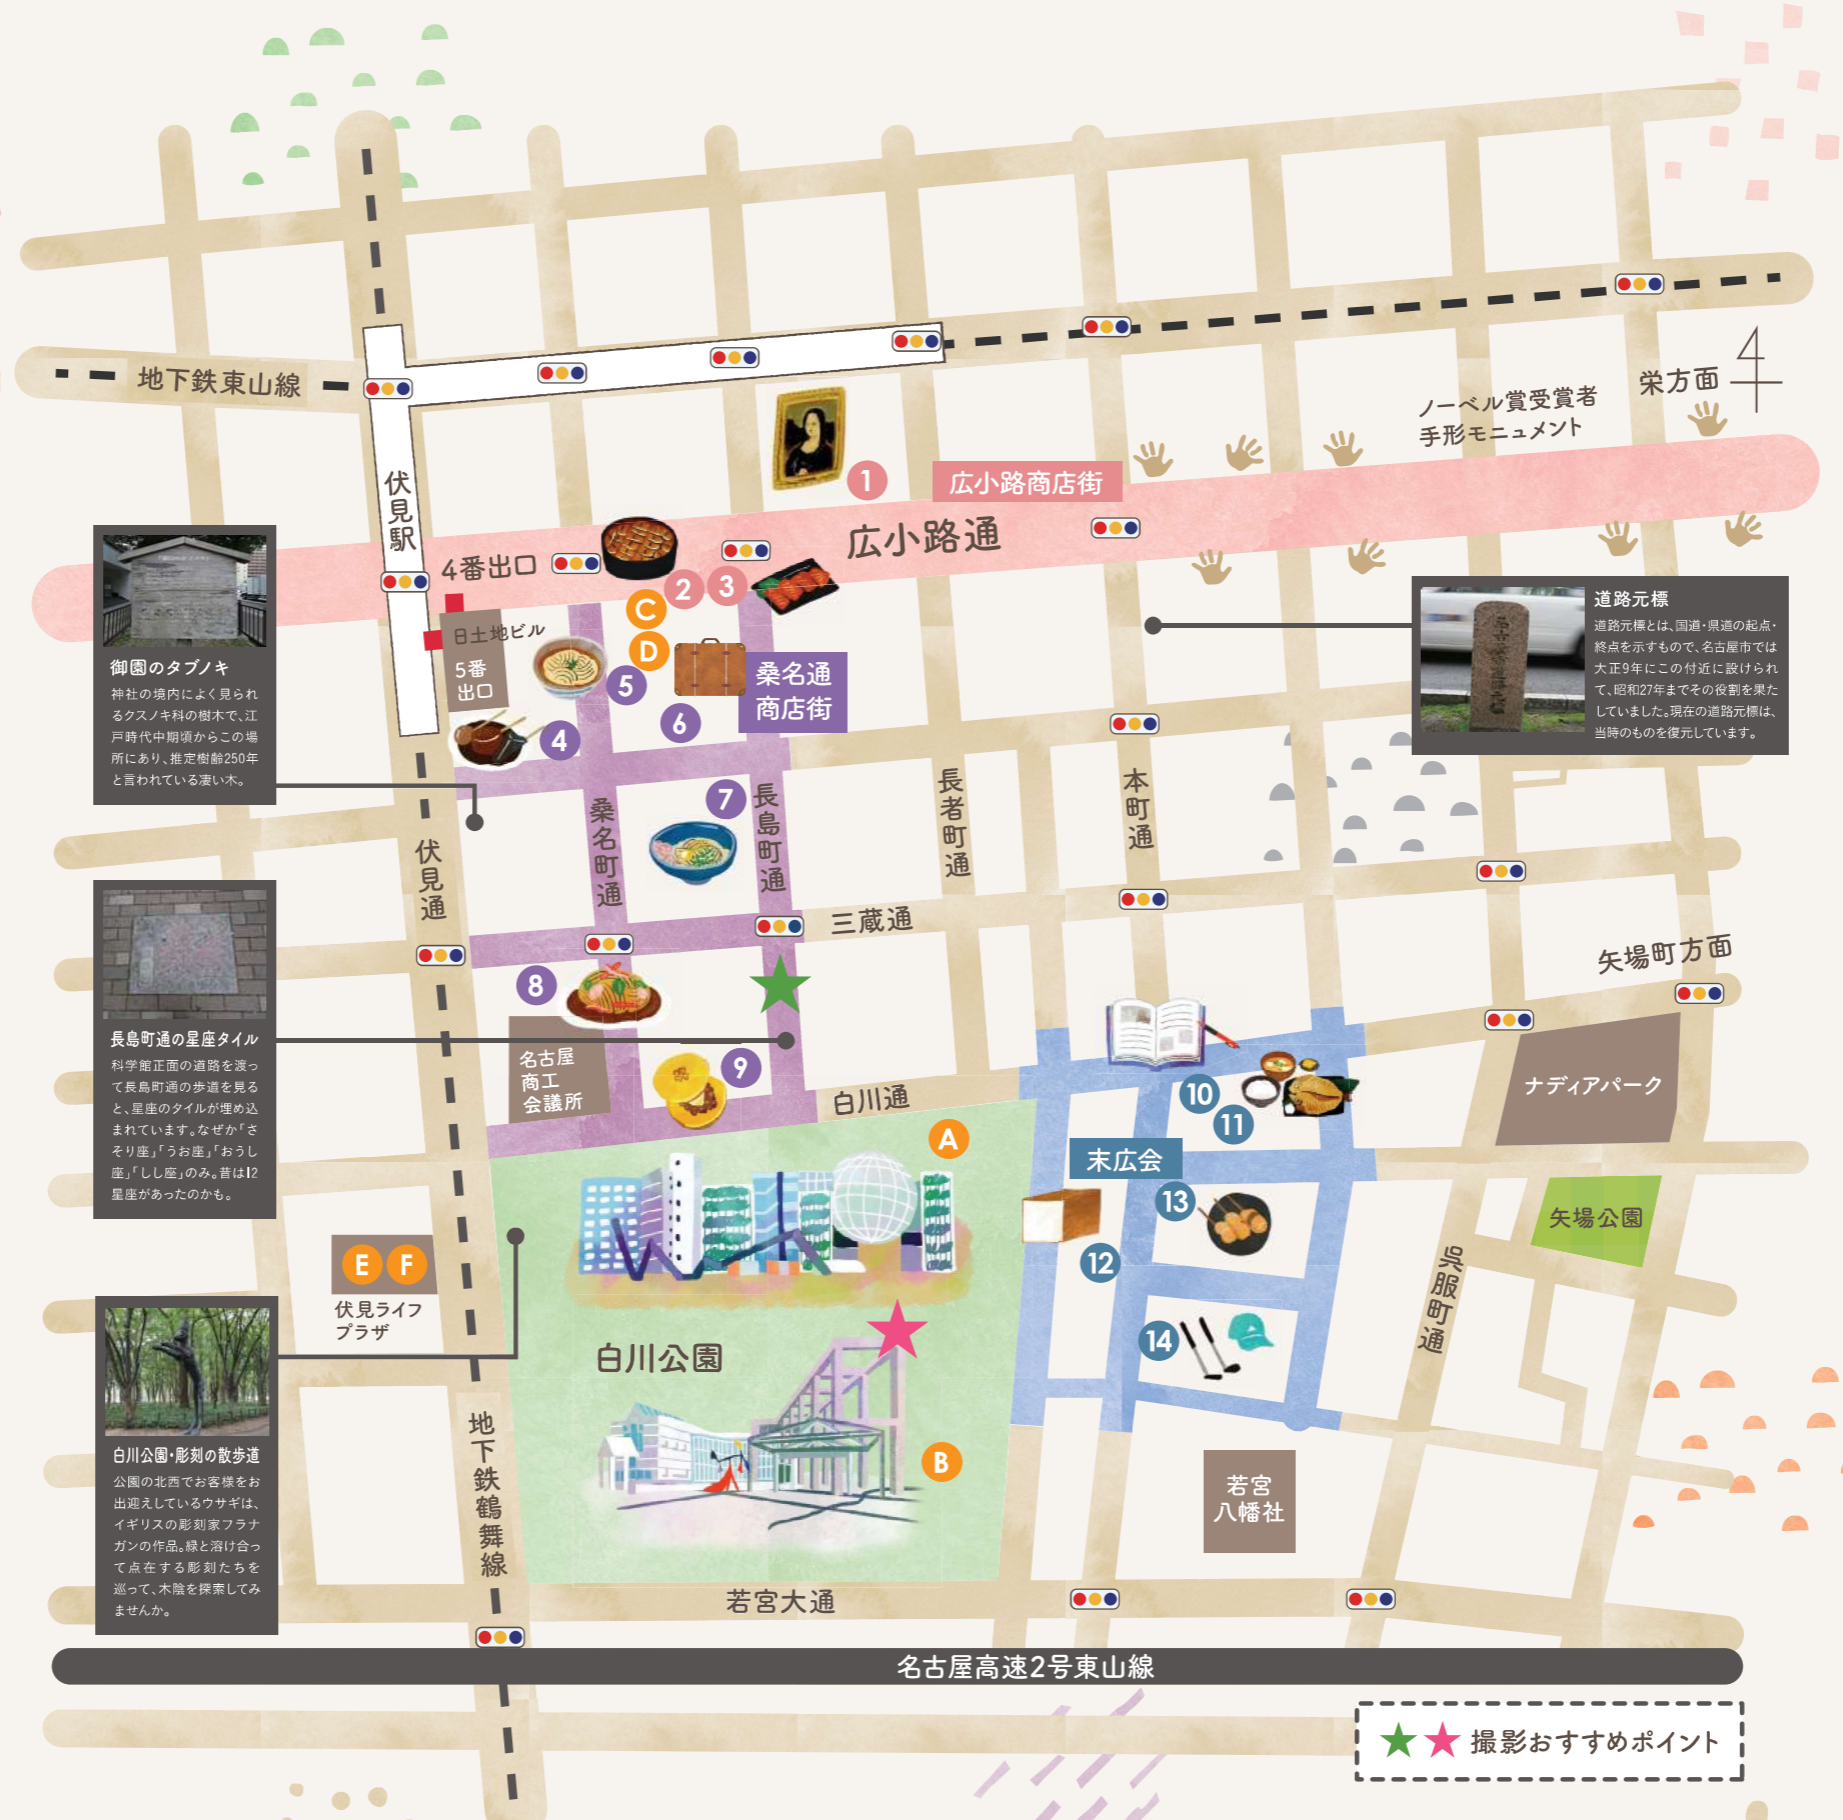 地下鉄東山線
栄方面
ノーベル賞受賞者
手形モニュメント
伏見駅
1
広小路商店街
広小路通
4番出口
2
3
C
D
日土地ビル
5番
出口
5
6
4
桑名通
商店街
道路元標
道路元標とは、国道・県道の起点・
終点を示すもので、名古屋市では
大正9年にこの付近に設けられ
て、昭和27年までその役割を果た
していました。現在の道路元標は、
当時のものを復元しています。
御園のタブノキ
神社の境内によく見られ
るクスノキ科の樹木で、江
戸時代中期頃からこの場
所にあり、推定樹齢250年
と言われている凄い木。
7
桑名町通
長島町通
長者町通
本町通
伏見通
三蔵通
矢場町方面
8
長島町通の星座タイル
科学館正面の道路を渡っ
て長島町通の歩道を見る
と、星座のタイルが埋め込
まれています。なぜか「さ
そり座」「うお座」「おうし
座」「しし座」のみ。昔は12
星座があったのかも。
名古屋
商工
会議所
9
白川通
10
11
ナディアパーク
A
末広会
13
12
矢場公園
呉服町通
E F
伏見ライフ
プラザ
14
白川公園
白川公園・彫刻の散歩道
公園の北西でお客様をお
出迎えしているウサギは、
イギリスの彫刻家フラナ
ガンの作品。緑と溶け合っ
て点在する彫刻たちを
巡って、木陰を探索してみ
ませんか。
地下鉄鶴舞線
B
若宮
八幡社
若宮大通
名古屋高速2号東山線
撮影おすすめポイント